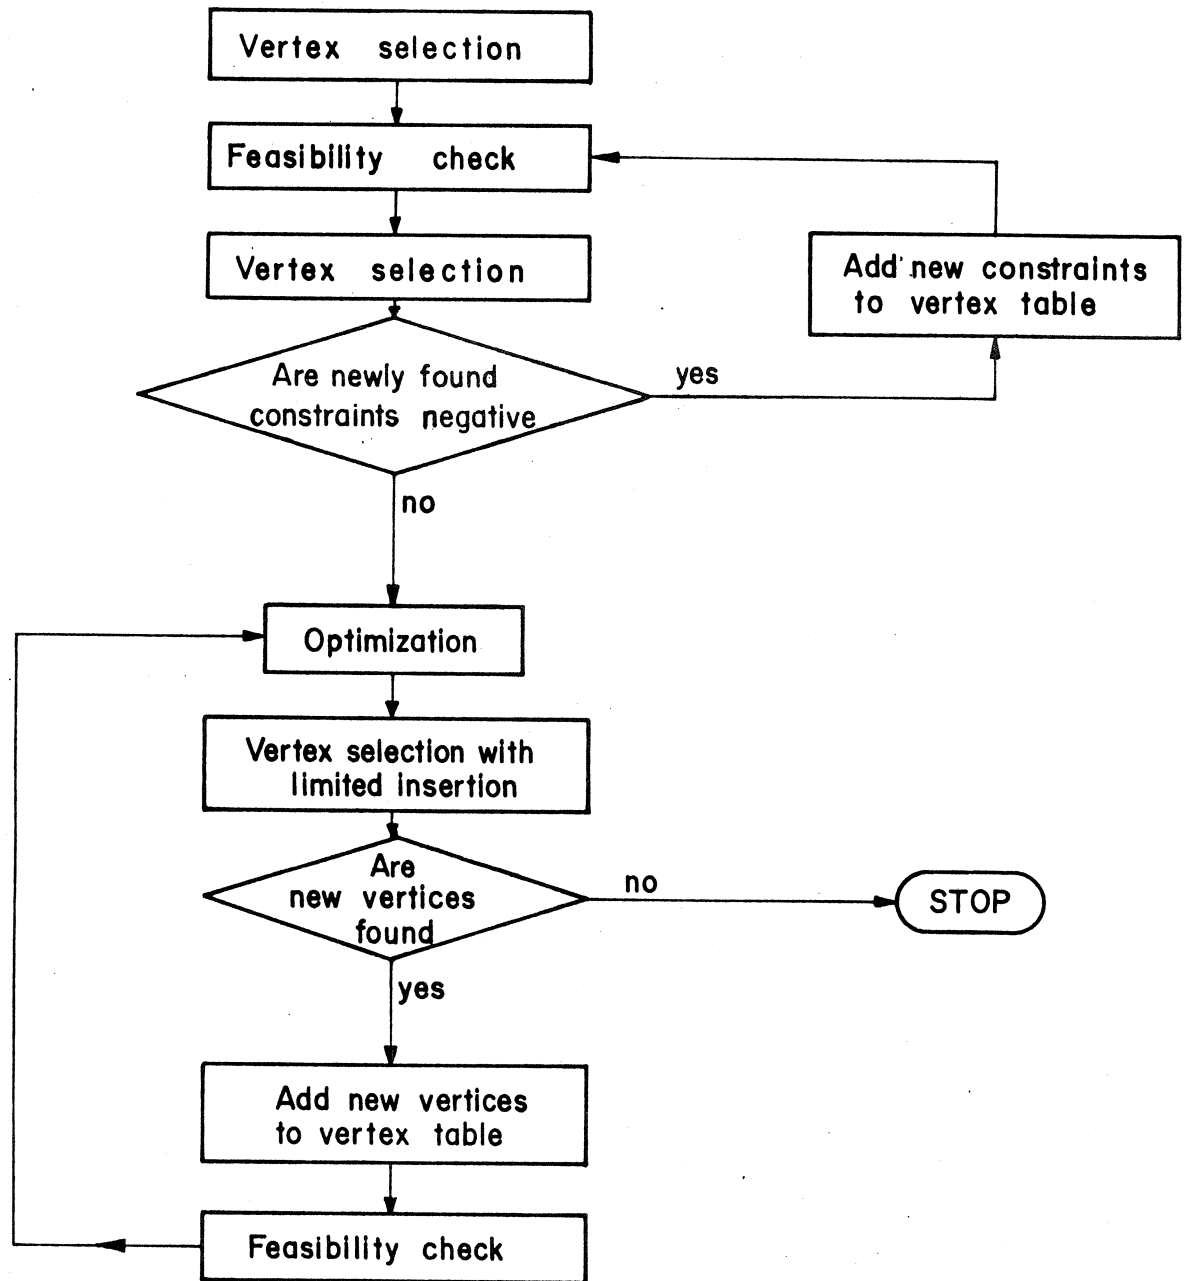 Vertex selection
Feasibility check
Vertex selection
Add new constraints
to vertex table
Are newly found
constraints negative
yes
no
Optimization
Vertex selection with
limited insertion
Are
new vertices
found
no
STOP
yes
Add new vertices
to vertex table
Feasibility check